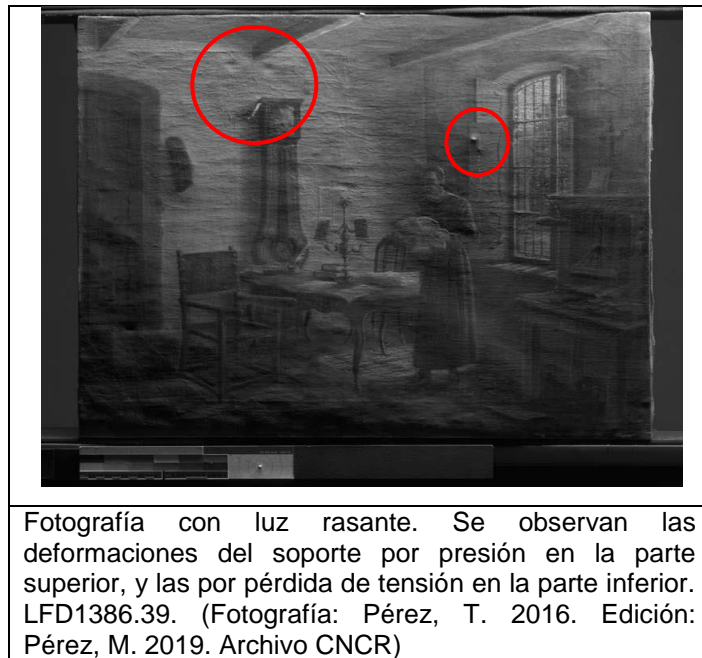 Fotografía con luz rasante. Se observan las
deformaciones del soporte por presión en la parte
superior, y las por pérdida de tensión en la parte inferior.
LFD1386.39. (Fotografía: Pérez, T. 2016. Edición:
Pérez, M. 2019. Archivo CNCR)